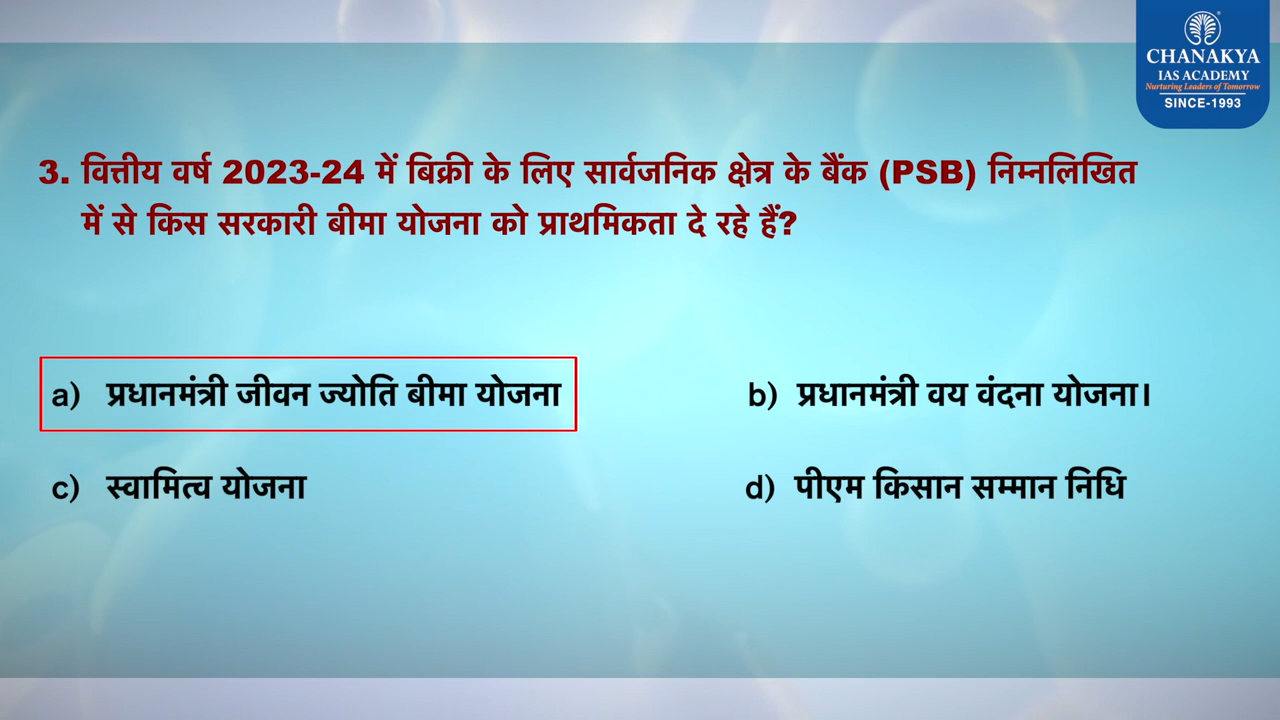 CHANAKYA
IAS ACADEMY
Nurturing Leaders of Tomorrow
SINCE-1993
3. वित्तीय वर्ष 2023-24 में बिक्री के लिए सार्वजनिक क्षेत्र के बैंक (PSB) निम्नलिखित
में से किस सरकारी बीमा योजना को प्राथमिकता दे रहे हैं?
a) प्रधानमंत्री जीवन ज्योति बीमा योजना
b) प्रधानमंत्री वय वंदना योजना।
c) स्वामित्व योजना
d) पीएम किसान सम्मान निधि